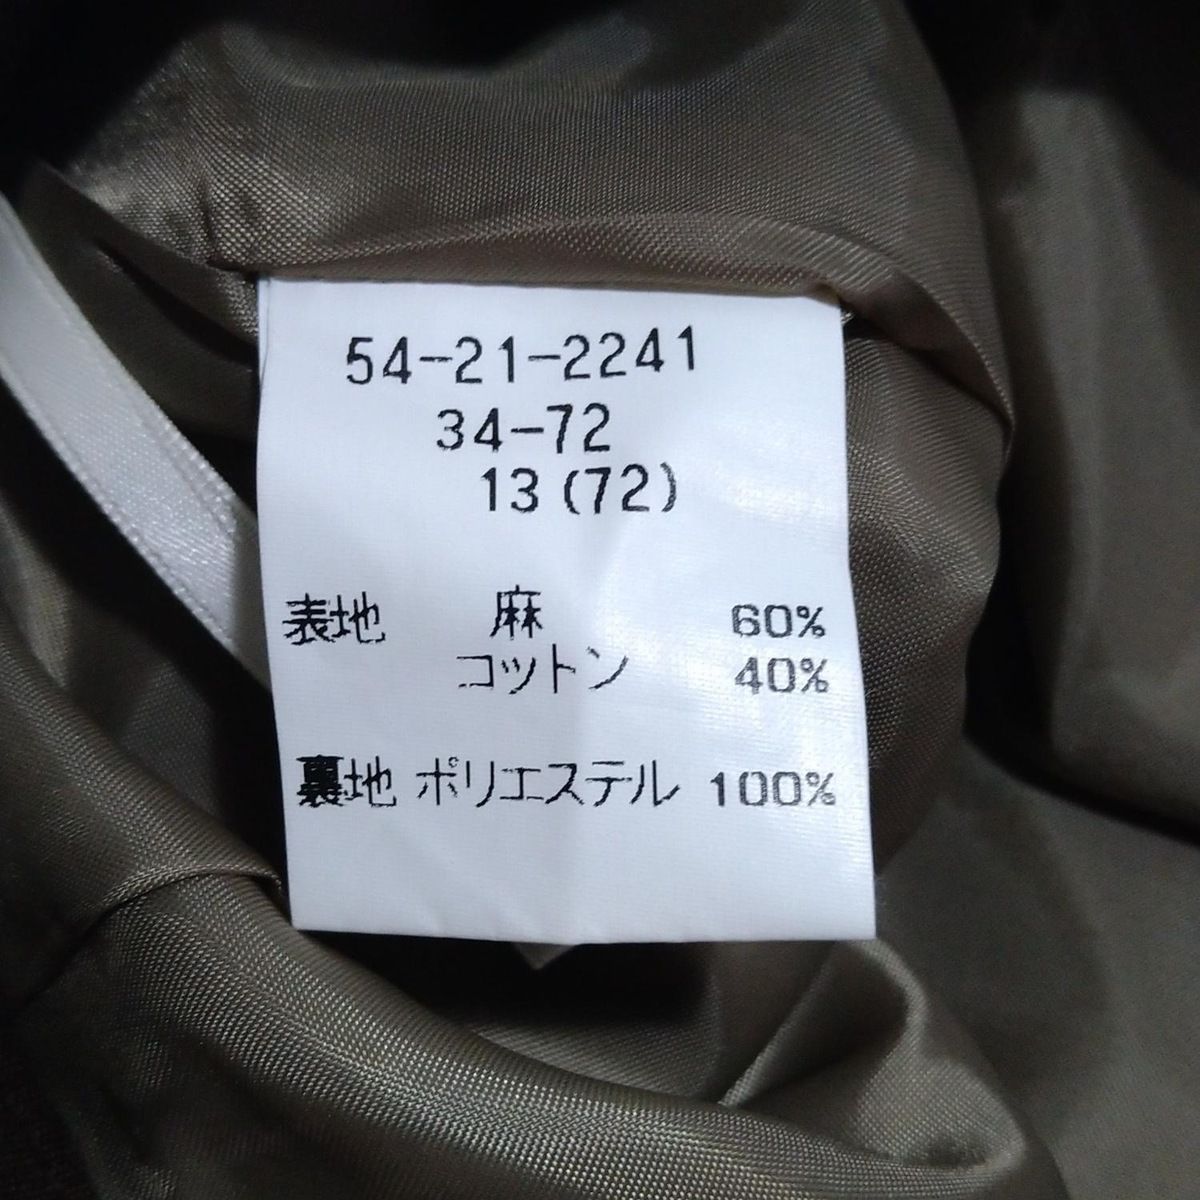 54-21-2241
34-72
13(72)
表地 麻 60%
コットン 40%
裏地 ポリエステル 100%